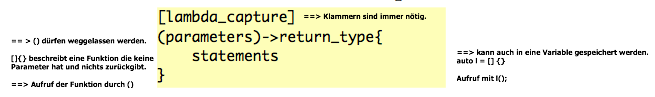 [lambda_capture] ==> Klammern sind immer nötig.
(parameters)->return_type{
statements
}
== > () dürfen weggelassen werden.
[]{} beschreibt eine Funktion die keine
Parameter hat und nichts zurückgibt.
==> Aufruf der Funktion durch ()
==> kann auch in eine Variable gespeichert werden.
auto l = [] {}
Aufruf mit l();